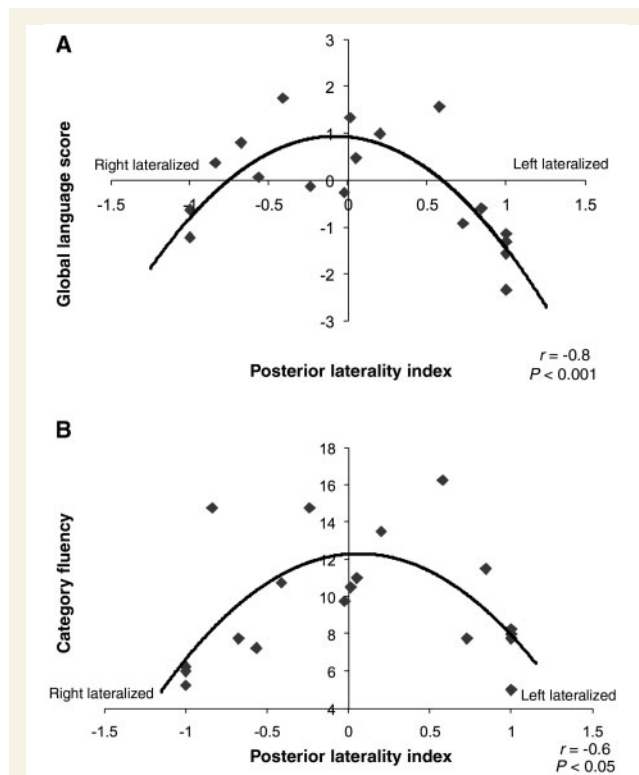 A
3
2
1
0
-1
-2
-3
Global language score
Right lateralized
Left lateralized
-1.5
-1
-0.5
0
0.5
1
1.5
Posterior laterality index
r = -0.8
P < 0.001
B
18
16
14
12
10
8
6
4
Category fluency
Right lateralized
Left lateralized
-1.5
-1
-0.5
0
0.5
1
1.5
Posterior laterality index
r = -0.6
P < 0.05